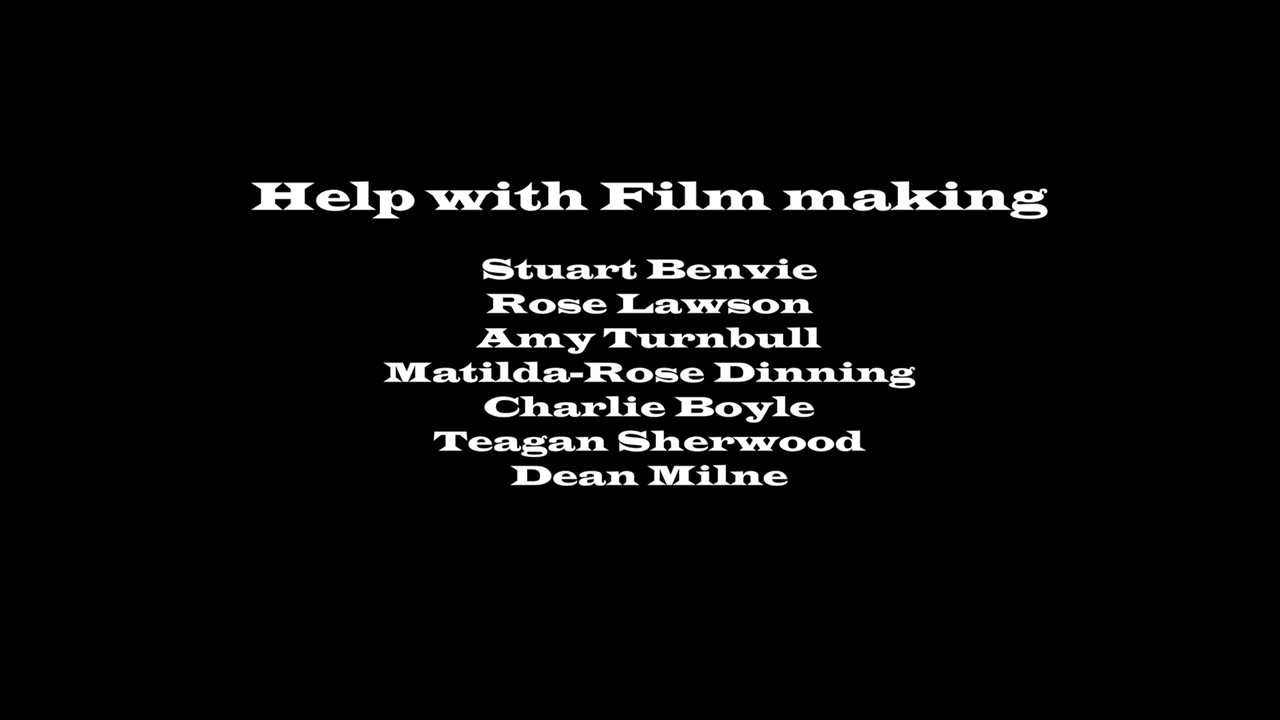 Help with Film making
Stuart Benvie
Rose Lawson
Amy Turnbull
Matilda-Rose Dinning
Charlie Boyle
Teagan Sherwood
Dean Milne